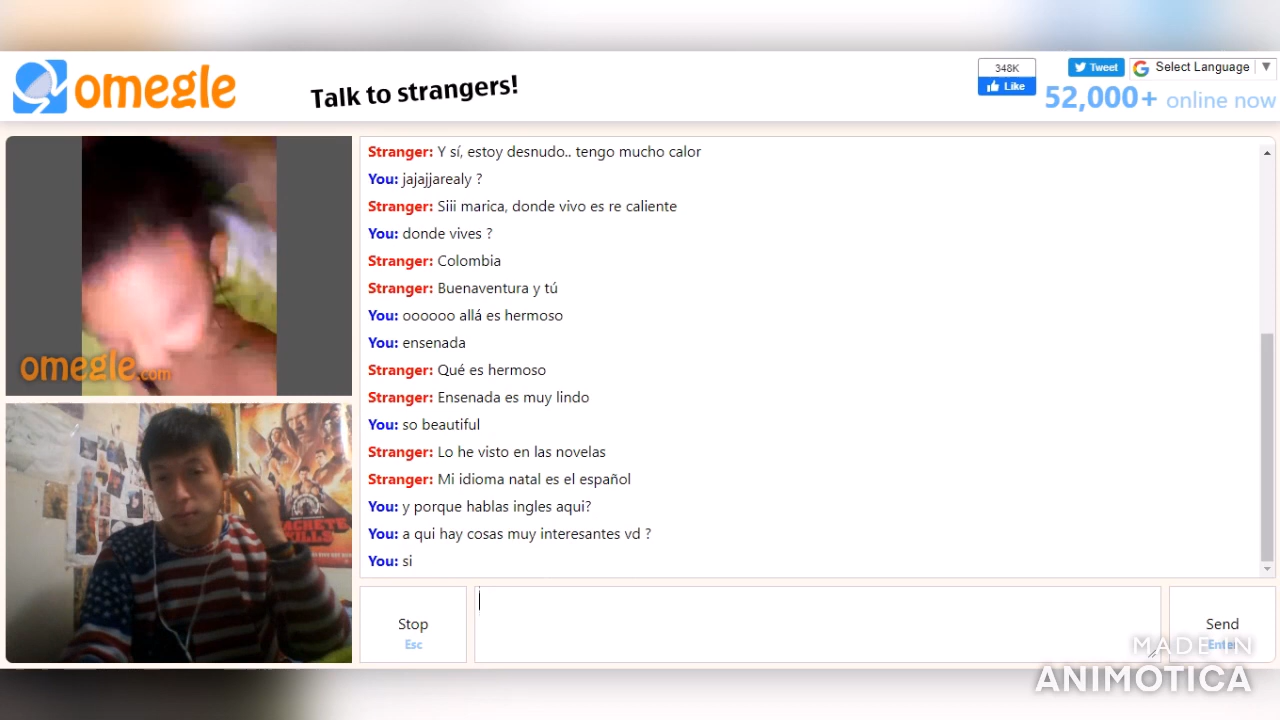 omegle
Talk to strangers!
348K
Like
Tweet
Select Language
52,000+ online now
Stranger: Y sí, estoy desnudo.. tengo mucho calor
You: jajajjarealy ?
Stranger: Siii marica, donde vivo es re caliente
You: donde vives ?
Stranger: Colombia
Stranger: Buenaventura y tú
You: oooooo allá es hermoso
You: ensenada
Stranger: Qué es hermoso
Stranger: Ensenada es muy lindo
You: so beautiful
Stranger: Lo he visto en las novelas
Stranger: Mi idioma natal es el español
You: y porque hablas ingles aqui?
You: a qui hay cosas muy interesantes vd ?
You: si
omegle.com
MACHETE
KILLS
Stop
Esc
Send
Enter
MADE IN
ANIMOTICA